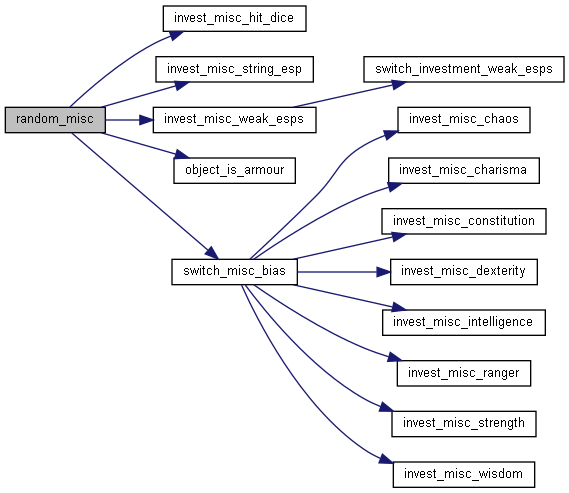 invest_misc_hit_dice
invest_misc_string_esp
switch_investment_weak_esps
random_misc
invest_misc_weak_esps
invest_misc_chaos
object_is_armour
invest_misc_charisma
invest_misc_constitution
switch_misc_bias
invest_misc_dexterity
invest_misc_intelligence
invest_misc_ranger
invest_misc_strength
invest_misc_wisdom